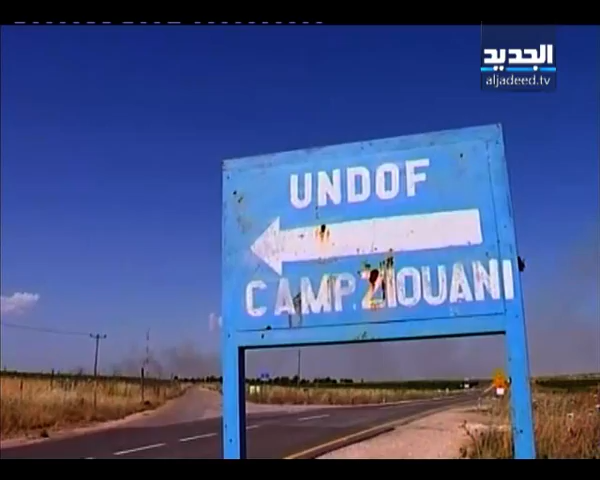 الجديد
aljadeed.tv
UNDOF
CAMP ZIOUANI